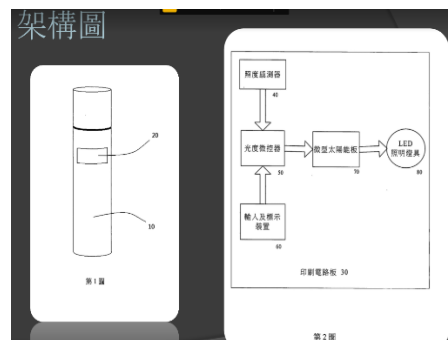 架構圖
20
10
第1圖
照度感測器
40
光度微控器
50
微型太陽能板
70
LED
照明燈具
80
輸入及標示
裝置
60
印刷電路板 30
第2圖